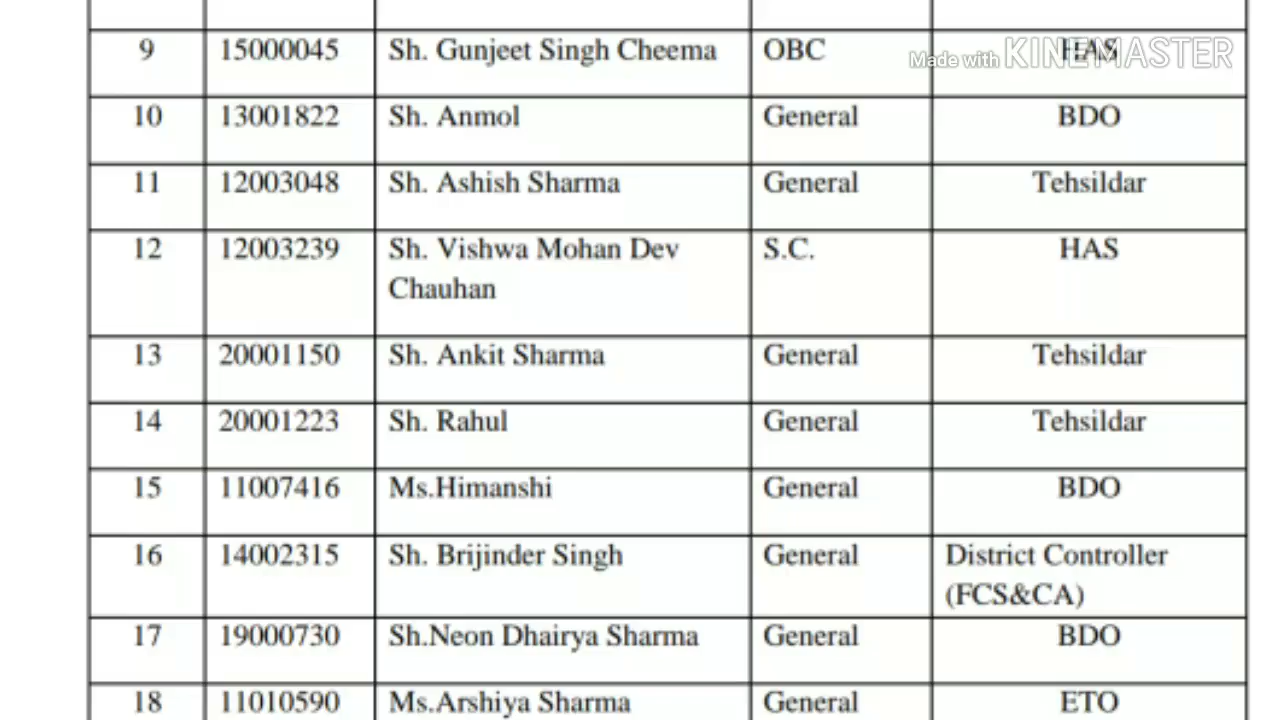 9 15000045 Sh. Gunjeet Singh Cheema OBC HAS
Made with KINEMASTER
10 13001822 Sh. Anmol General BDO
11 12003048 Sh. Ashish Sharma General Tehsildar
12 12003239 Sh. Vishwa Mohan Dev S.C. HAS
Chauhan
13 20001150 Sh. Ankit Sharma General Tehsildar
14 20001223 Sh. Rahul General Tehsildar
15 11007416 Ms.Himanshi General BDO
16 14002315 Sh. Brijinder Singh General District Controller
(FCS&CA)
17 19000730 Sh.Neon Dhairya Sharma General BDO
18 11010590 Ms.Arshiya Sharma General ETO